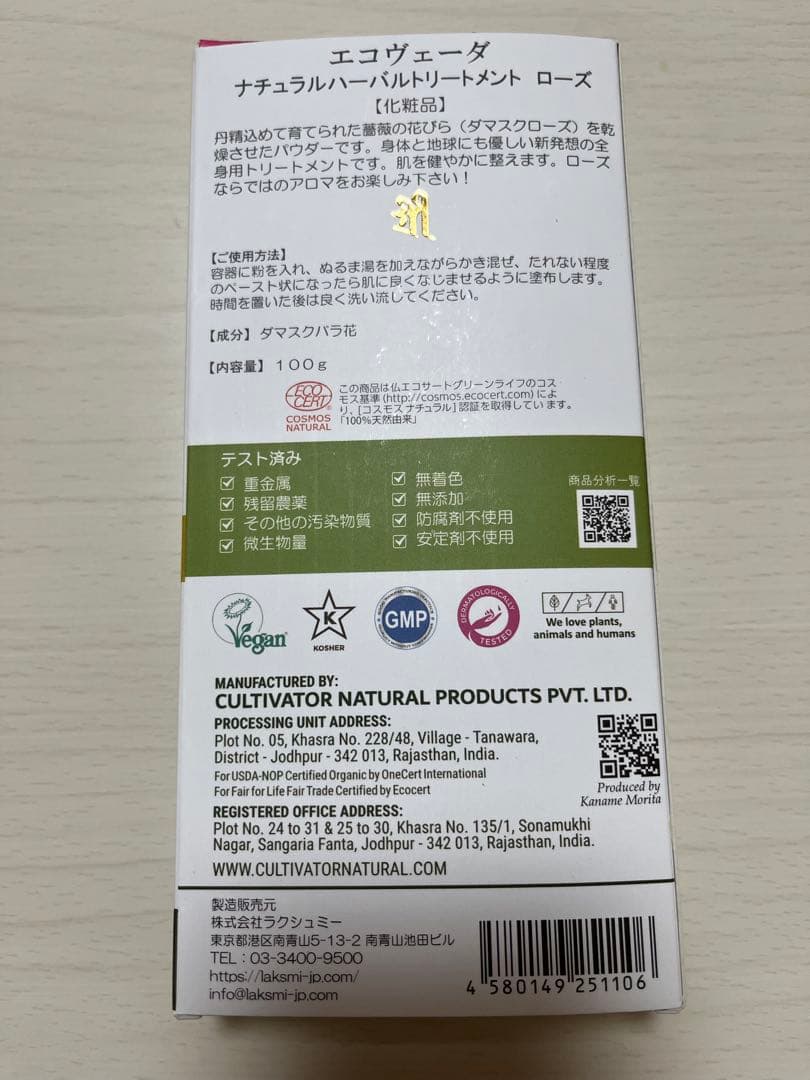 エコヴェーダ
ナチュラルハーバルトリートメント ローズ
【化粧品】
丹精込めて育てられた薔薇の花びら（ダマスクローズ）を乾
燥させたパウダーです。身体と地球にも優しい新発想の全
身用トリートメントです。肌を健やかに整えます。ローズ
ならではのアロマをお楽しみ下さい！
【ご使用方法】
容器に粉を入れ、ぬるま湯を加えながらかき混ぜ、たれない程度
のペースト状になったら肌に良くなじませるように塗布します。
時間を置いた後は良く洗い流してください。
【成分】ダマスクバラ花
【内容量】１００ｇ
ECO
CERT
COSMOS
NATURAL
この商品は仏エコサートグリーンライフのコス
モス基準(http://cosmos.ecocert.com)によ
り、[コスモスナチュラル]認証を取得しています。
「100%天然由来」
テスト済み
重金属
残留農薬
その他の汚染物質
微生物量
無着色
無添加
防腐剤不使用
安定剤不使用
商品分析一覧
Vegan
K
KOSHER
GMP
DERMATOLOGICALLY
TESTED
We love plants,
animals and humans
MANUFACTURED BY:
CULTIVATOR NATURAL PRODUCTS PVT. LTD.
PROCESSING UNIT ADDRESS:
Plot No. 05, Khasra No. 228/48, Village - Tanawara,
District - Jodhpur - 342 013, Rajasthan, India.
For USDA-NOP Certified Organic by OneCert International
For Fair for Life Fair Trade Certified by Ecocert
Produced by
Kaname Morita
REGISTERED OFFICE ADDRESS:
Plot No. 24 to 31 & 25 to 30, Khasra No. 135/1, Sonamukhi
Nagar, Sangaria Fanta, Jodhpur - 342 013, Rajasthan, India.
WWW.CULTIVATORNATURAL.COM
製造販売元
株式会社ラクシュミー
東京都港区南青山5-13-2 南青山池田ビル
TEL：03-3400-9500
https://laksmi-jp.com/
info@laksmi-jp.com
4 580149 251106